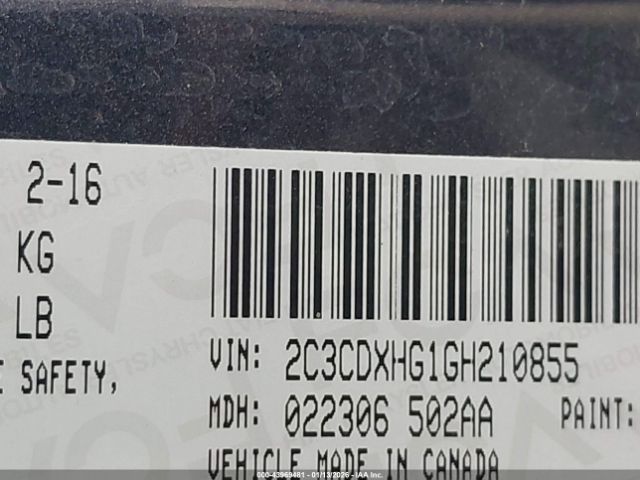 2-16
KG
LB
E SAFETY,
VIN: 2C3CDXHG1GH210855
MDH: 022306 502AA PAINT:
VEHICLE MADE IN CANADA
000-43969481 - 01/13/2026 - IAA Inc.